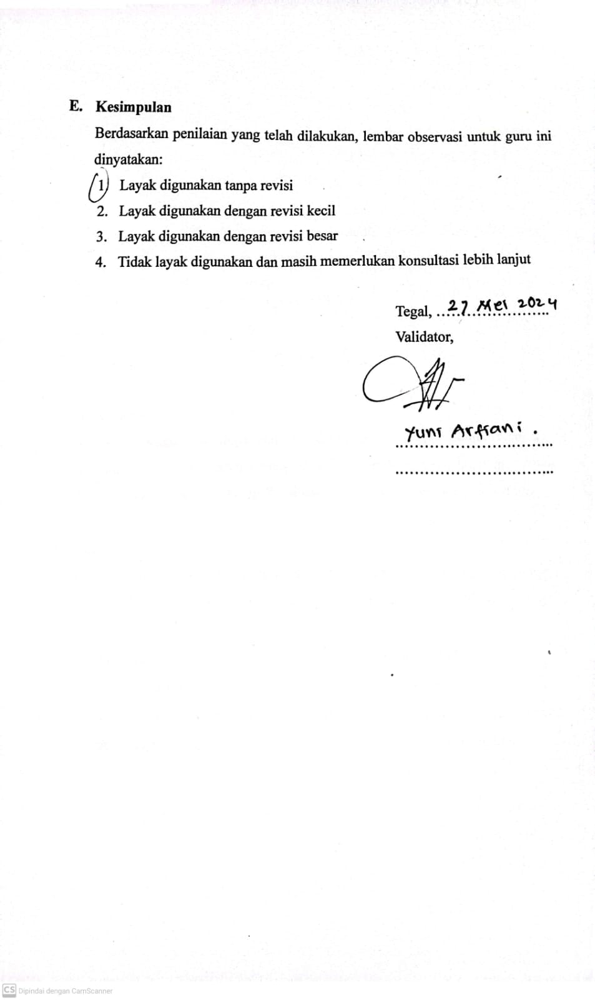 E. Kesimpulan
Berdasarkan penilaian yang telah dilakukan, lembar observasi untuk guru ini
dinyatakan:
1. Layak digunakan tanpa revisi
2. Layak digunakan dengan revisi kecil
3. Layak digunakan dengan revisi besar
4. Tidak layak digunakan dan masih memerlukan konsultasi lebih lanjut
Tegal, 27 Mei 2024
Validator,
Yuni Arfiani.
CS Dipindai dengan CamScanner